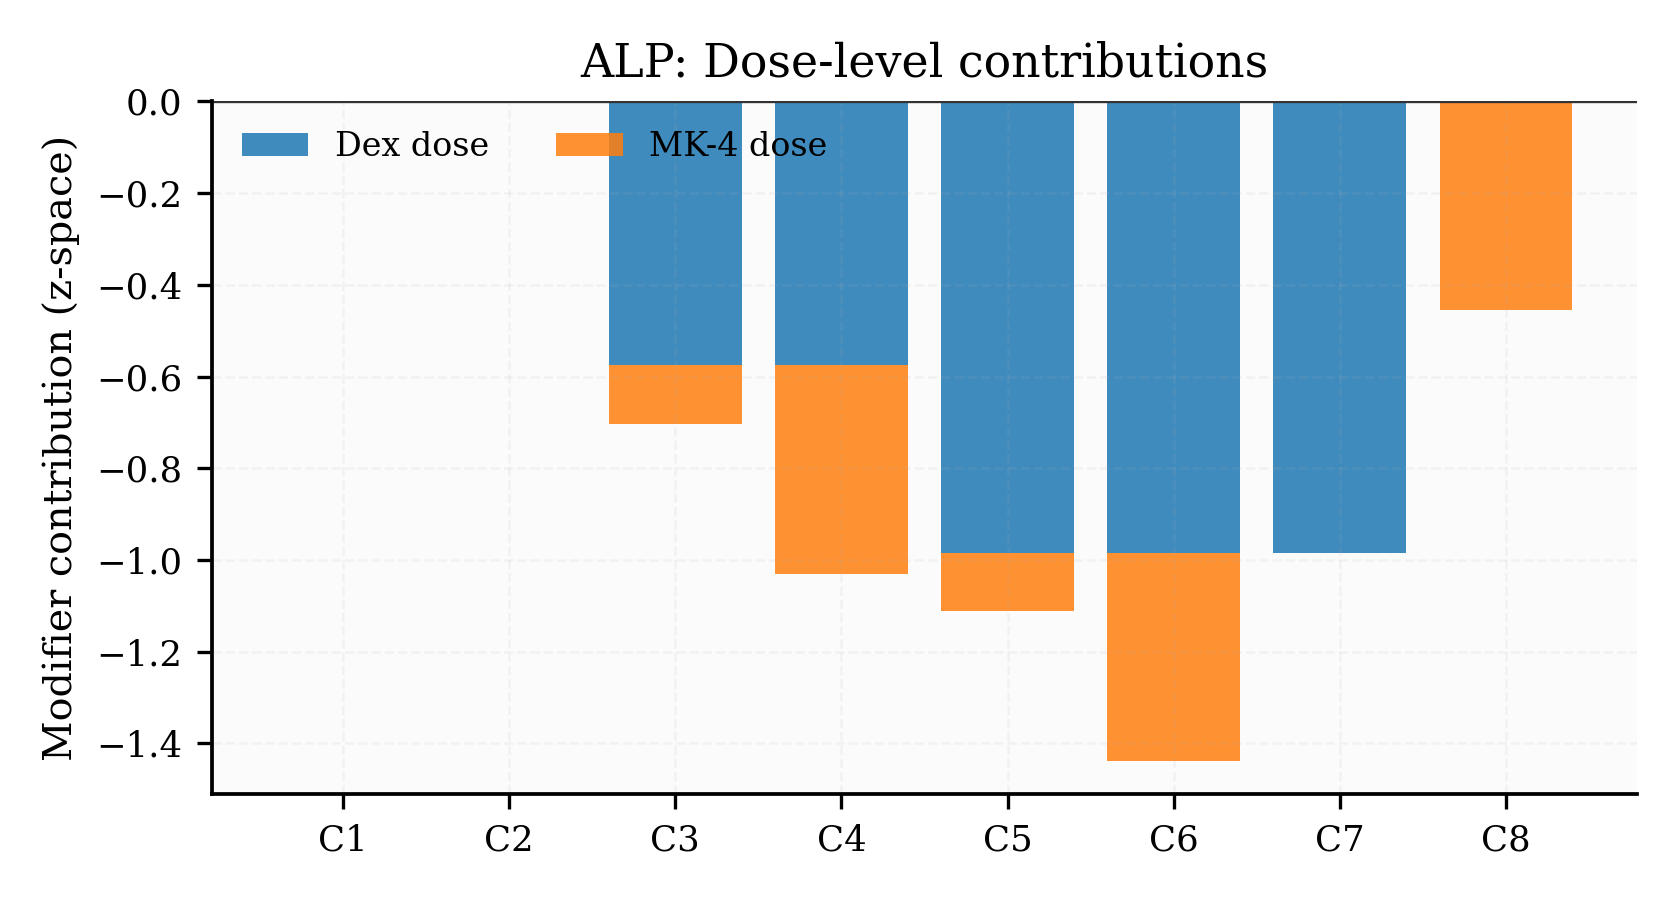 ALP: Dose-level contributions
Modifier contribution (z-space)
0.0
−0.2
−0.4
−0.6
−0.8
−1.0
−1.2
−1.4
Dex dose MK-4 dose
C1 C2 C3 C4 C5 C6 C7 C8